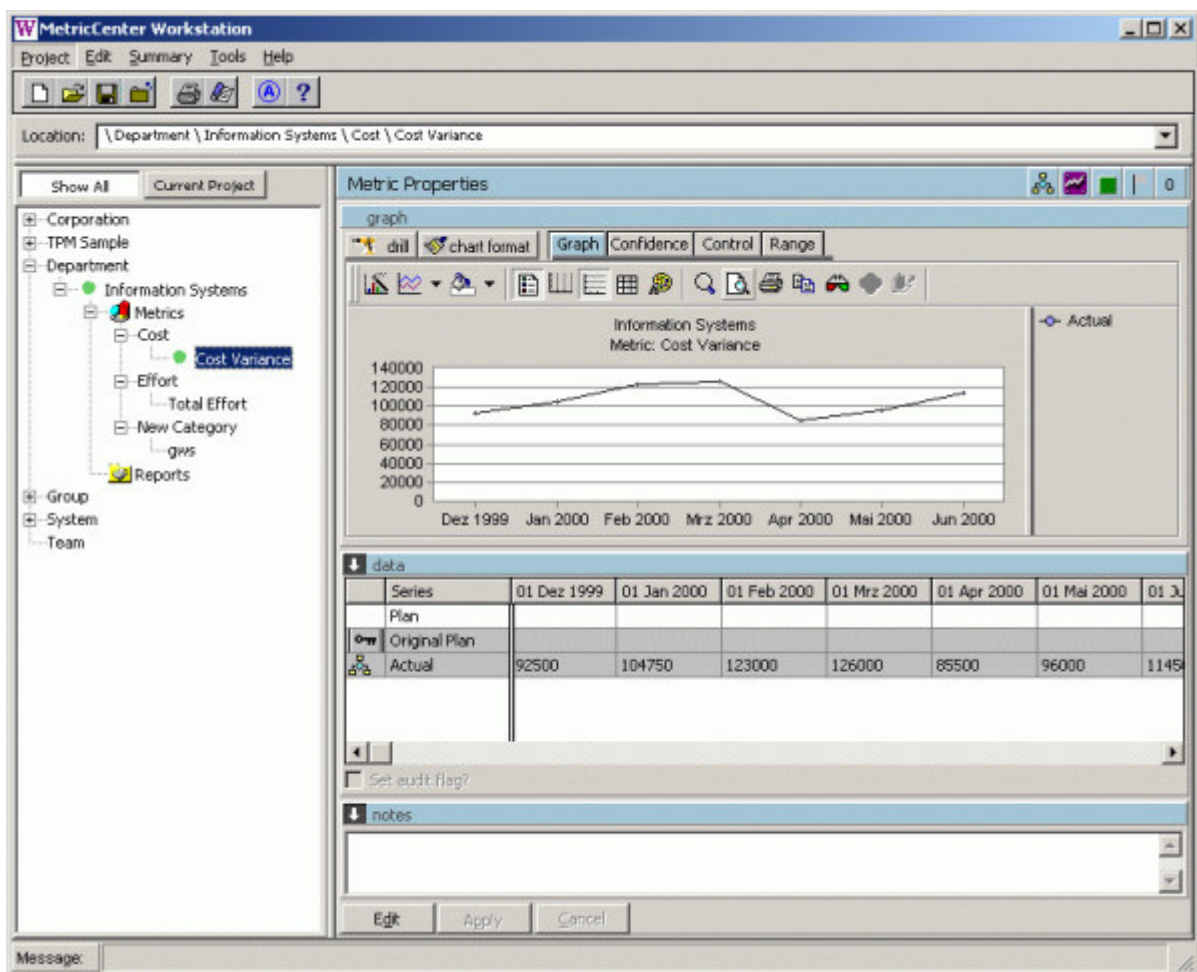 MetricCenter Workstation
Project Edit Summary Tools Help
Location: \Department \ Information Systems \ Cost \ Cost Variance
Show All Current Project
Corporation
TPM Sample
Department
Information Systems
Metrics
Cost
Cost Variance
Effort
Total Effort
New Category
gws
Reports
Group
System
Team
Metric Properties 0
graph
drill chart format Graph Confidence Control Range
Information Systems
Metric: Cost Variance
Actual
140000
120000
100000
80000
60000
40000
20000
0
Dez 1999 Jan 2000 Feb 2000 Mrz 2000 Apr 2000 Mai 2000 Jun 2000
data
Series 01 Dez 1999 01 Jan 2000 01 Feb 2000 01 Mrz 2000 01 Apr 2000 01 Mai 2000 01 Ju
Plan
Original Plan
Actual 92500 104750 123000 126000 85500 96000 1145
Set audit flag?
notes
Edit Apply Cancel
Message: